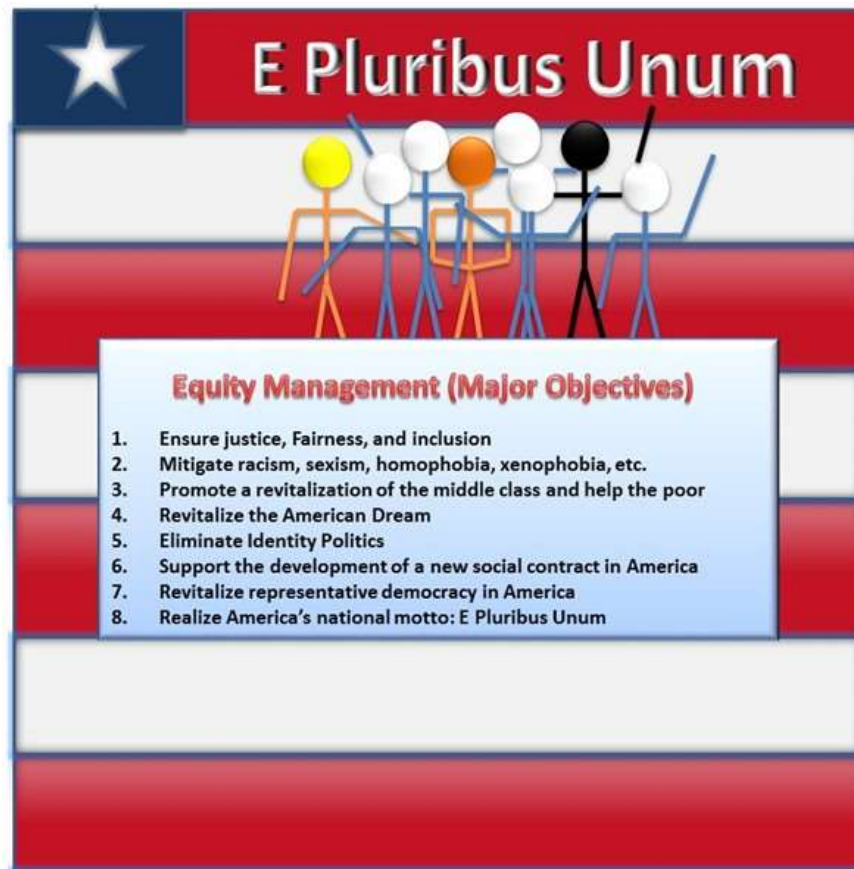 E Pluribus Unum
Equity Management (Major Objectives)
1. Ensure justice, Fairness, and inclusion
2. Mitigate racism, sexism, homophobia, xenophobia, etc.
3. Promote a revitalization of the middle class and help the poor
4. Revitalize the American Dream
5. Eliminate Identity Politics
6. Support the development of a new social contract in America
7. Revitalize representative democracy in America
8. Realize America's national motto: E Pluribus Unum